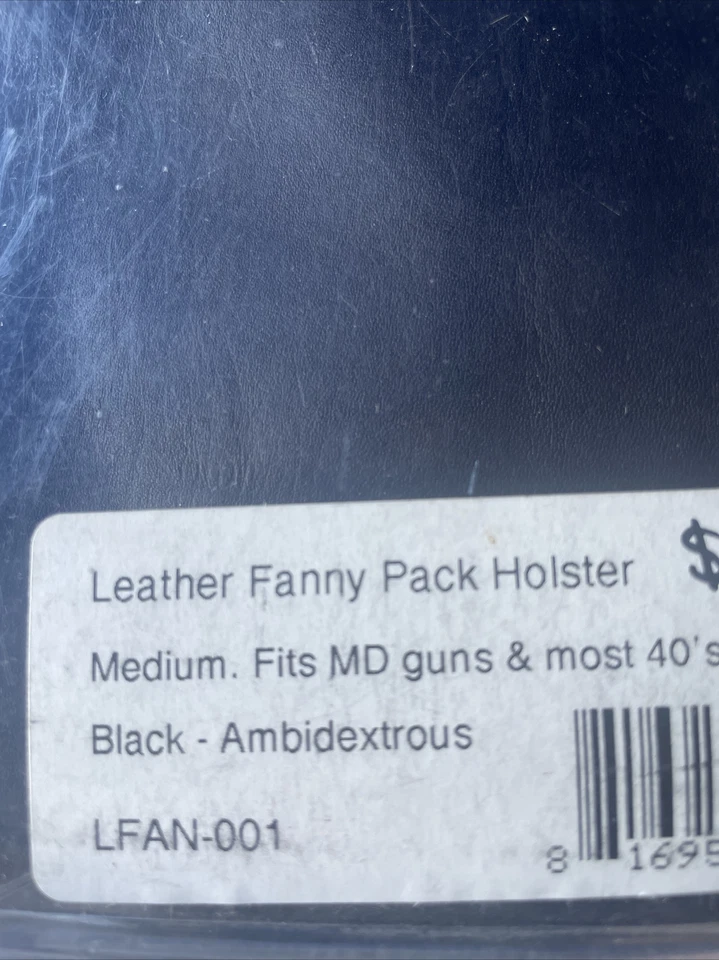 Leather Fanny Pack Holster
$
Medium. Fits MD guns & most 40's
Black - Ambidextrous
LFAN-001
8 1695